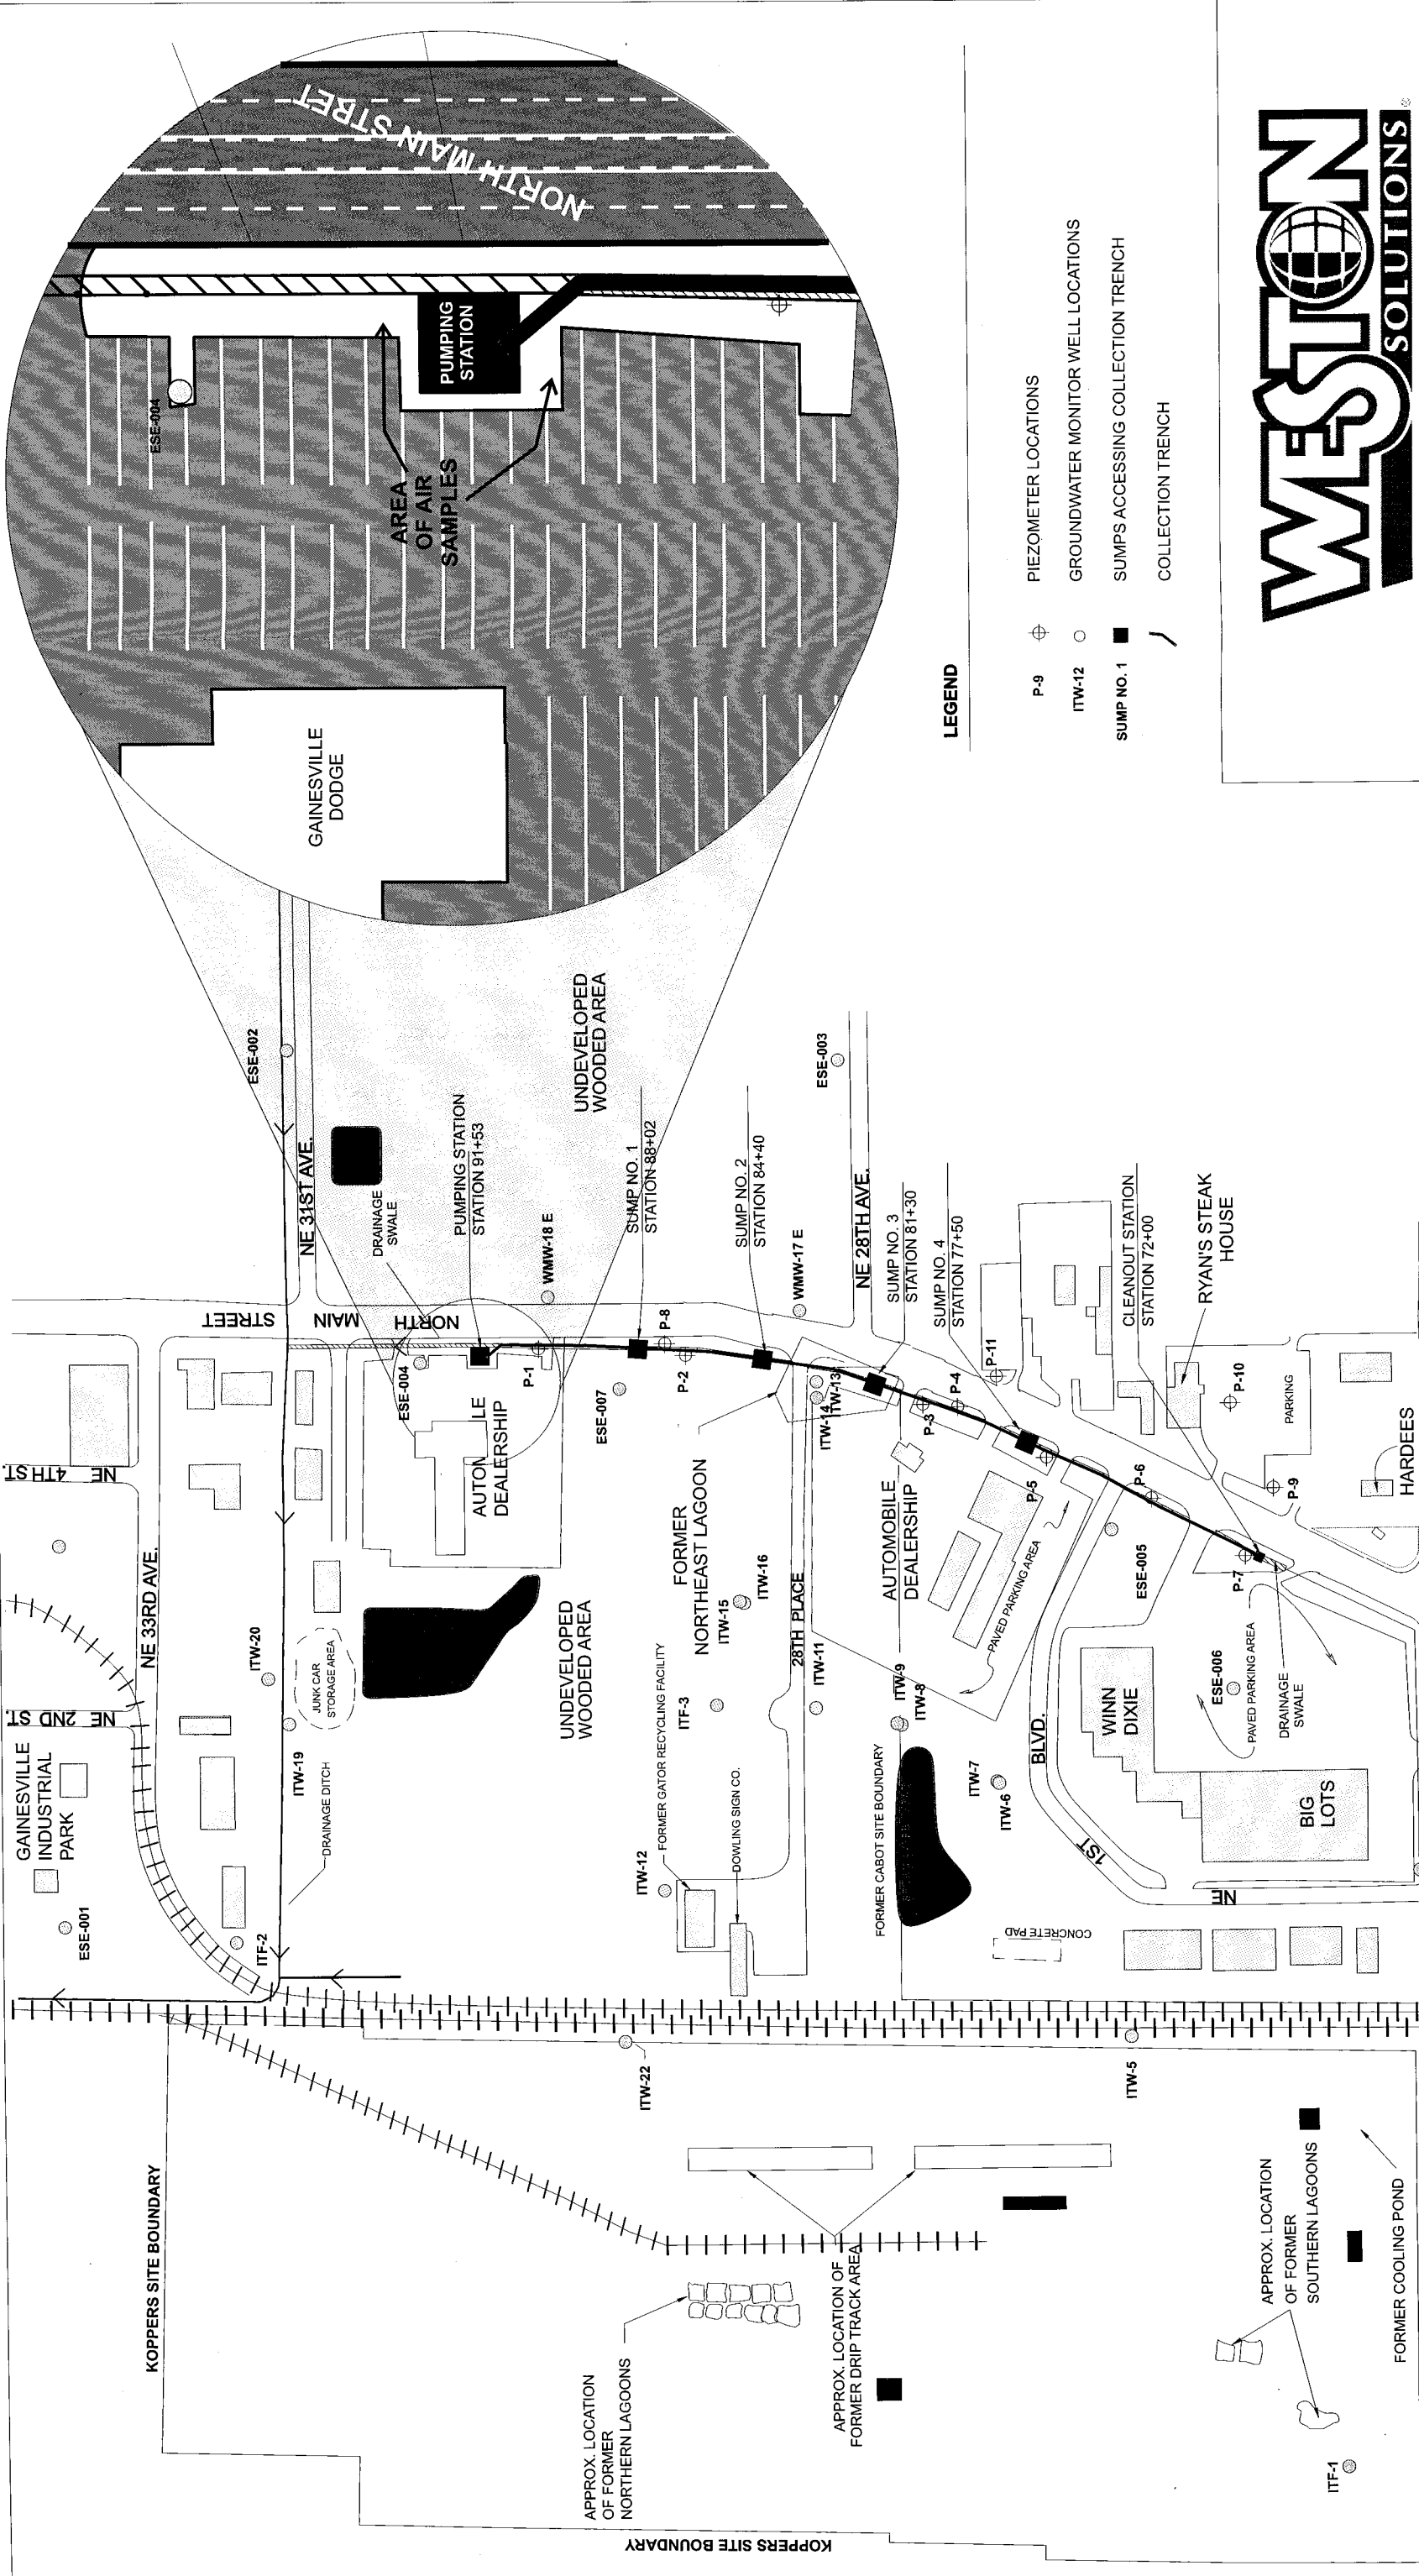 NORTH MAIN STRET
PUMPING
STATION
ESE-004
AREA
OF AIR
SAMPLES
GAINESVILLE
DODGE
LEGEND
P-9
PIEZOMETER LOCATIONS
ITW-12
GROUNDWATER MONITOR WELL LOCATIONS
SUMP NO. 1
SUMPS ACCESSING COLLECTION TRENCH
COLLECTION TRENCH
WESTON
SOLUTIONS
®
ESE-002
NE 31ST AVE.
DRAINAGE
SWALE
PUMPING STATION
STATION 91+53
WMW-18 E
UNDEVELOPED
WOODED AREA
SUMP NO. 1
STATION 88+02
SUMP NO. 2
STATION 84+40
WMW-17 E
ESE-003
NE 28TH AVE.
SUMP NO. 3
STATION 81+30
SUMP NO. 4
STATION 77+50
CLEANOUT STATION
STATION 72+00
RYAN'S STEAK
HOUSE
NORTH
MAIN
STREET
ESE-004
P-1
P-8
P-2
ESE-007
ITW-13
ITW-14
P-3
P-4
P-11
P-5
P-6
P-10
PARKING
P-9
HARDEES
P-7
NE 4TH ST.
NE 33RD AVE.
NE 2ND ST.
GAINESVILLE
INDUSTRIAL
PARK
ESE-001
ITW-20
ITW-19
JUNK CAR
STORAGE AREA
DRAINAGE DITCH
ITF-2
DEALERSHIP
UNDEVELOPED
WOODED AREA
FORMER
NORTHEAST LAGOON
ITW-16
ITW-15
28TH PLACE
ITW-11
ITF-3
FORMER GATOR RECYCLING FACILITY
ITW-12
DOWLING SIGN CO.
AUTOMOBILE
DEALERSHIP
PAVED PARKING AREA
ITW-9
ITW-8
FORMER CABOT SITE BOUNDARY
ITW-7
ITW-6
CONCRETE PAD
NE
1ST
BLVD.
ESE-005
WINN
DIXIE
BIG
LOTS
ESE-006
PAVED PARKING AREA
DRAINAGE
SWALE
ITW-22
ITW-5
KOPPERS SITE BOUNDARY
APPROX. LOCATION
OF FORMER
NORTHERN LAGOONS
APPROX. LOCATION OF
FORMER DRIP TRACK AREA
APPROX. LOCATION
OF FORMER
SOUTHERN LAGOONS
FORMER COOLING POND
ITF-1
KOPPERS SITE BOUNDARY